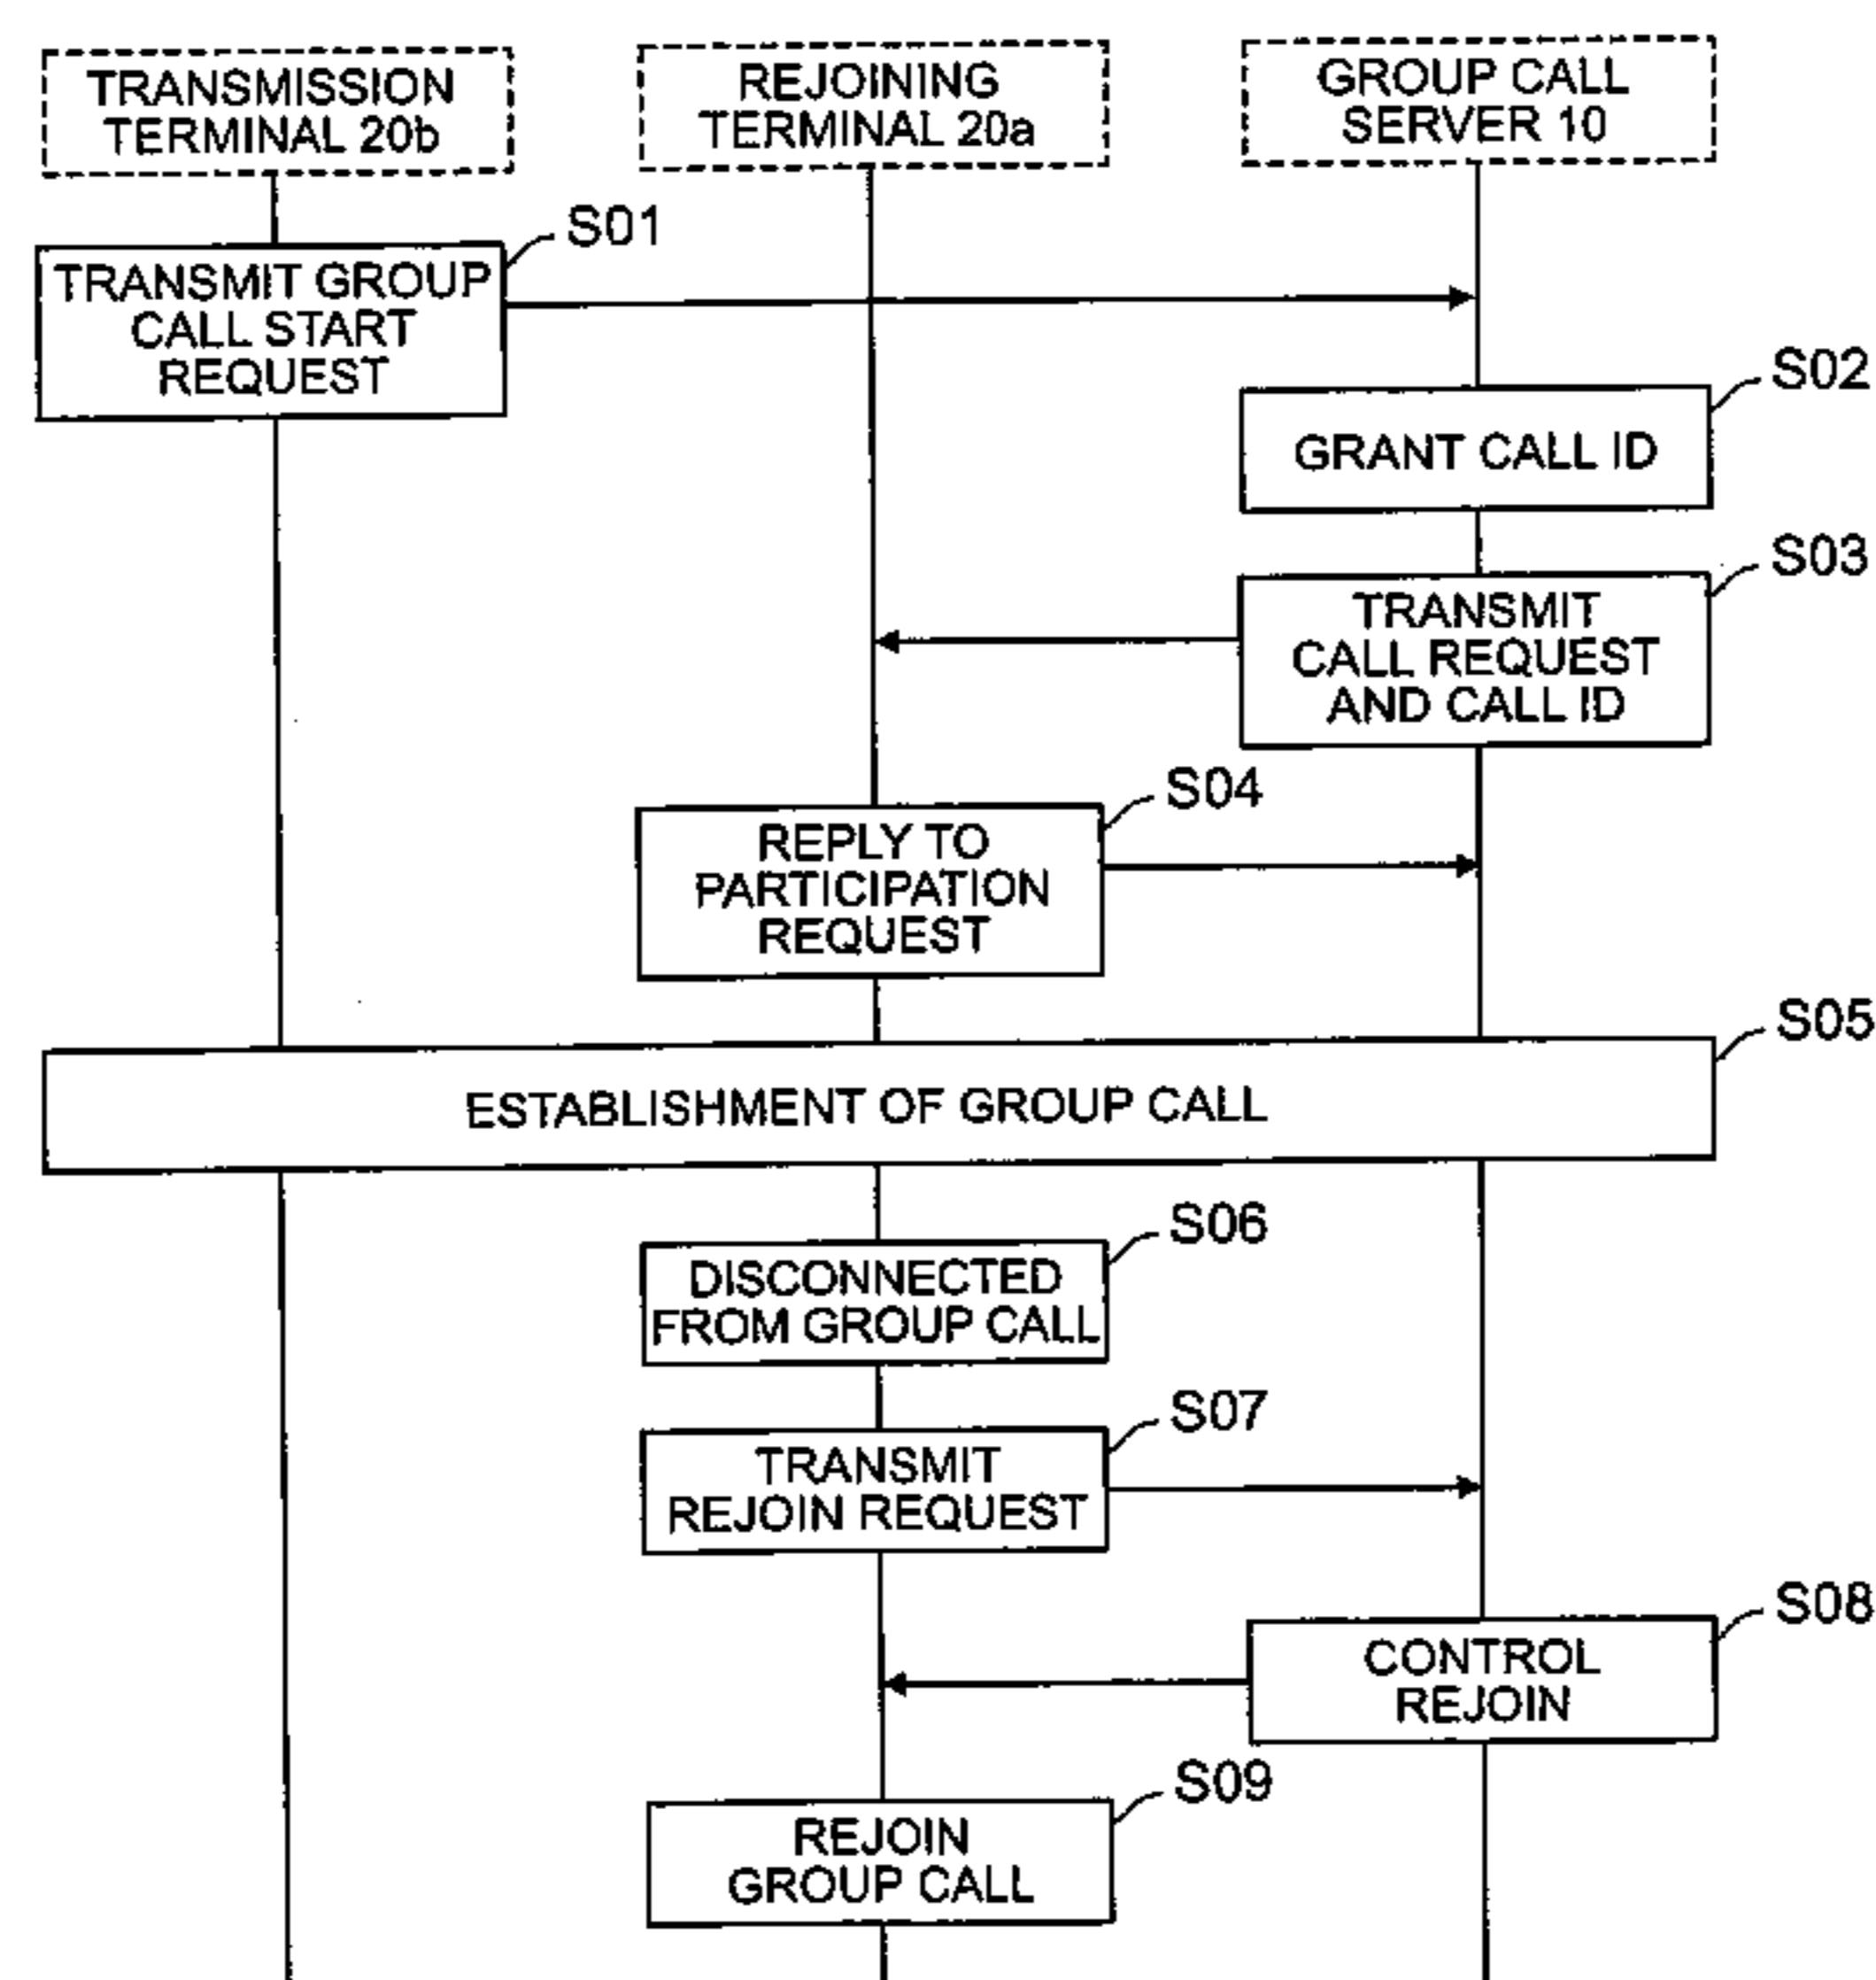 TRANSMISSION
TERMINAL 20b
REJOINING
TERMINAL 20a
GROUP CALL
SERVER 10
S01
TRANSMIT GROUP
CALL START
REQUEST
S02
GRANT CALL ID
S03
TRANSMIT
CALL REQUEST
AND CALL ID
S04
REPLY TO
PARTICIPATION
REQUEST
S05
ESTABLISHMENT OF GROUP CALL
S06
DISCONNECTED
FROM GROUP CALL
S07
TRANSMIT
REJOIN REQUEST
S08
CONTROL
REJOIN
S09
REJOIN
GROUP CALL